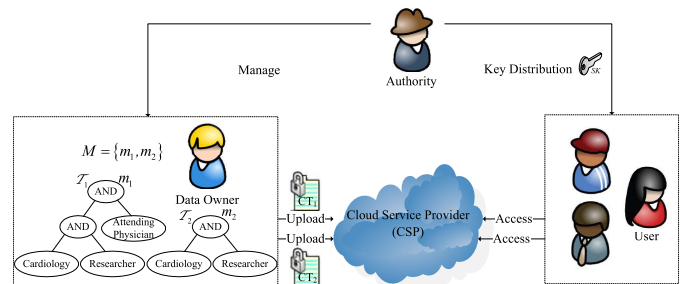 Authority
Manage
Key Distribution
SK
M = {m₁, m₂}
Data Owner
𝒯₁
m₁
AND
AND
Attending
Physician
Cardiology
Researcher
𝒯₂
m₂
AND
Cardiology
Researcher
CT₁
Upload
Upload
CT₂
Cloud Service Provider
(CSP)
Access
Access
User